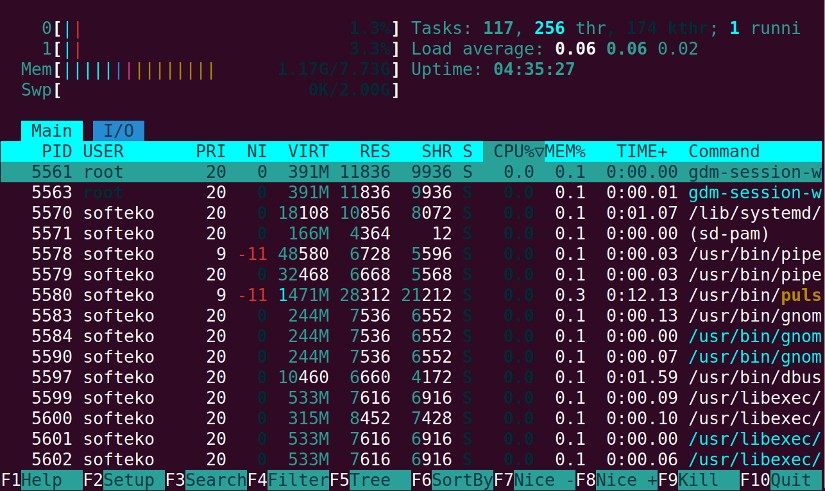 0[|| 1.3%] Tasks: 117, 256 thr, 174 kthr; 1 runni
1[|| 3.3%] Load average: 0.06 0.06 0.02
Mem[||||||||||||||| 1.17G/7.73G] Uptime: 04:35:27
Swp[ 0K/2.00G]
Main I/O
PID USER PRI NI VIRT RES SHR S CPU%▽MEM% TIME+ Command
5561 root 20 0 391M 11836 9936 S 0.0 0.1 0:00.00 gdm-session-w
5563 root 20 0 391M 11836 9936 S 0.0 0.1 0:00.01 gdm-session-w
5570 softeko 20 0 18108 10856 8072 S 0.0 0.1 0:01.07 /lib/systemd/
5571 softeko 20 0 166M 4364 12 S 0.0 0.1 0:00.00 (sd-pam)
5578 softeko 9 -11 48580 6728 5596 S 0.0 0.1 0:00.03 /usr/bin/pipe
5579 softeko 20 0 32468 6668 5568 S 0.0 0.1 0:00.03 /usr/bin/pipe
5580 softeko 9 -11 1471M 28312 21212 S 0.0 0.3 0:12.13 /usr/bin/puls
5583 softeko 20 0 244M 7536 6552 S 0.0 0.1 0:00.13 /usr/bin/gnom
5584 softeko 20 0 244M 7536 6552 S 0.0 0.1 0:00.00 /usr/bin/gnom
5590 softeko 20 0 244M 7536 6552 S 0.0 0.1 0:00.07 /usr/bin/gnom
5597 softeko 20 0 10460 6660 4172 S 0.0 0.1 0:01.59 /usr/bin/dbus
5599 softeko 20 0 533M 7616 6916 S 0.0 0.1 0:00.09 /usr/libexec/
5600 softeko 20 0 315M 8452 7428 S 0.0 0.1 0:00.10 /usr/libexec/
5601 softeko 20 0 533M 7616 6916 S 0.0 0.1 0:00.00 /usr/libexec/
5602 softeko 20 0 533M 7616 6916 S 0.0 0.1 0:00.06 /usr/libexec/
F1Help F2Setup F3SearchF4FilterF5Tree F6SortByF7Nice -F8Nice +F9Kill F10Quit